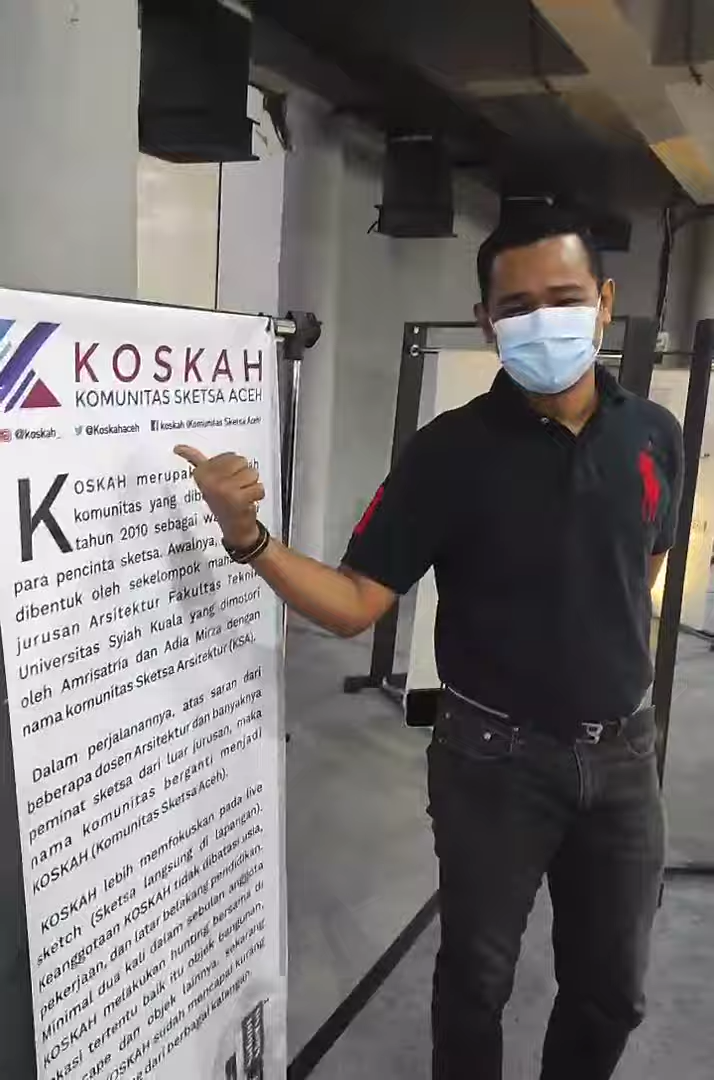 KOSKAH
KOMUNITAS SKETSA ACEH
@koskah_ @Koskahaceh koskah (Komunitas Sketsa Aceh)
KOSKAH
komunitas yang
tahun 2010 sebagai
para pencinta sketsa. Awalnya,
dibentuk oleh sekelompok
jurusan Arsitektur Fakultas Teknik
Universitas Syiah Kuala yang dimotori
oleh Amrisatria dan Adia Mirza dengan
nama komunitas Sketsa Arsitektur (KSA).
Dalam perjalanannya, atas saran dari
beberapa dosen Arsitektur dan banyaknya
peminat sketsa dari luar jurusan, maka
nama komunitas berganti menjadi
KOSKAH (Komunitas Sketsa Aceh).
KOSKAH lebih memfokuskan pada live
sketch (Sketsa langsung di lapangan).
Keanggotaan KOSKAH tidak dibatasi usia,
pekerjaan, dan latar belakang pendidikan.
Minimal dua kali dalam sebulan anggota
KOSKAH melakukan hunting bersama di
tertentu baik itu objek bangunan,
dan objek lainnya. sekarang
KOSKAH sudah mencapai kurang
dari berbagai kalangan.